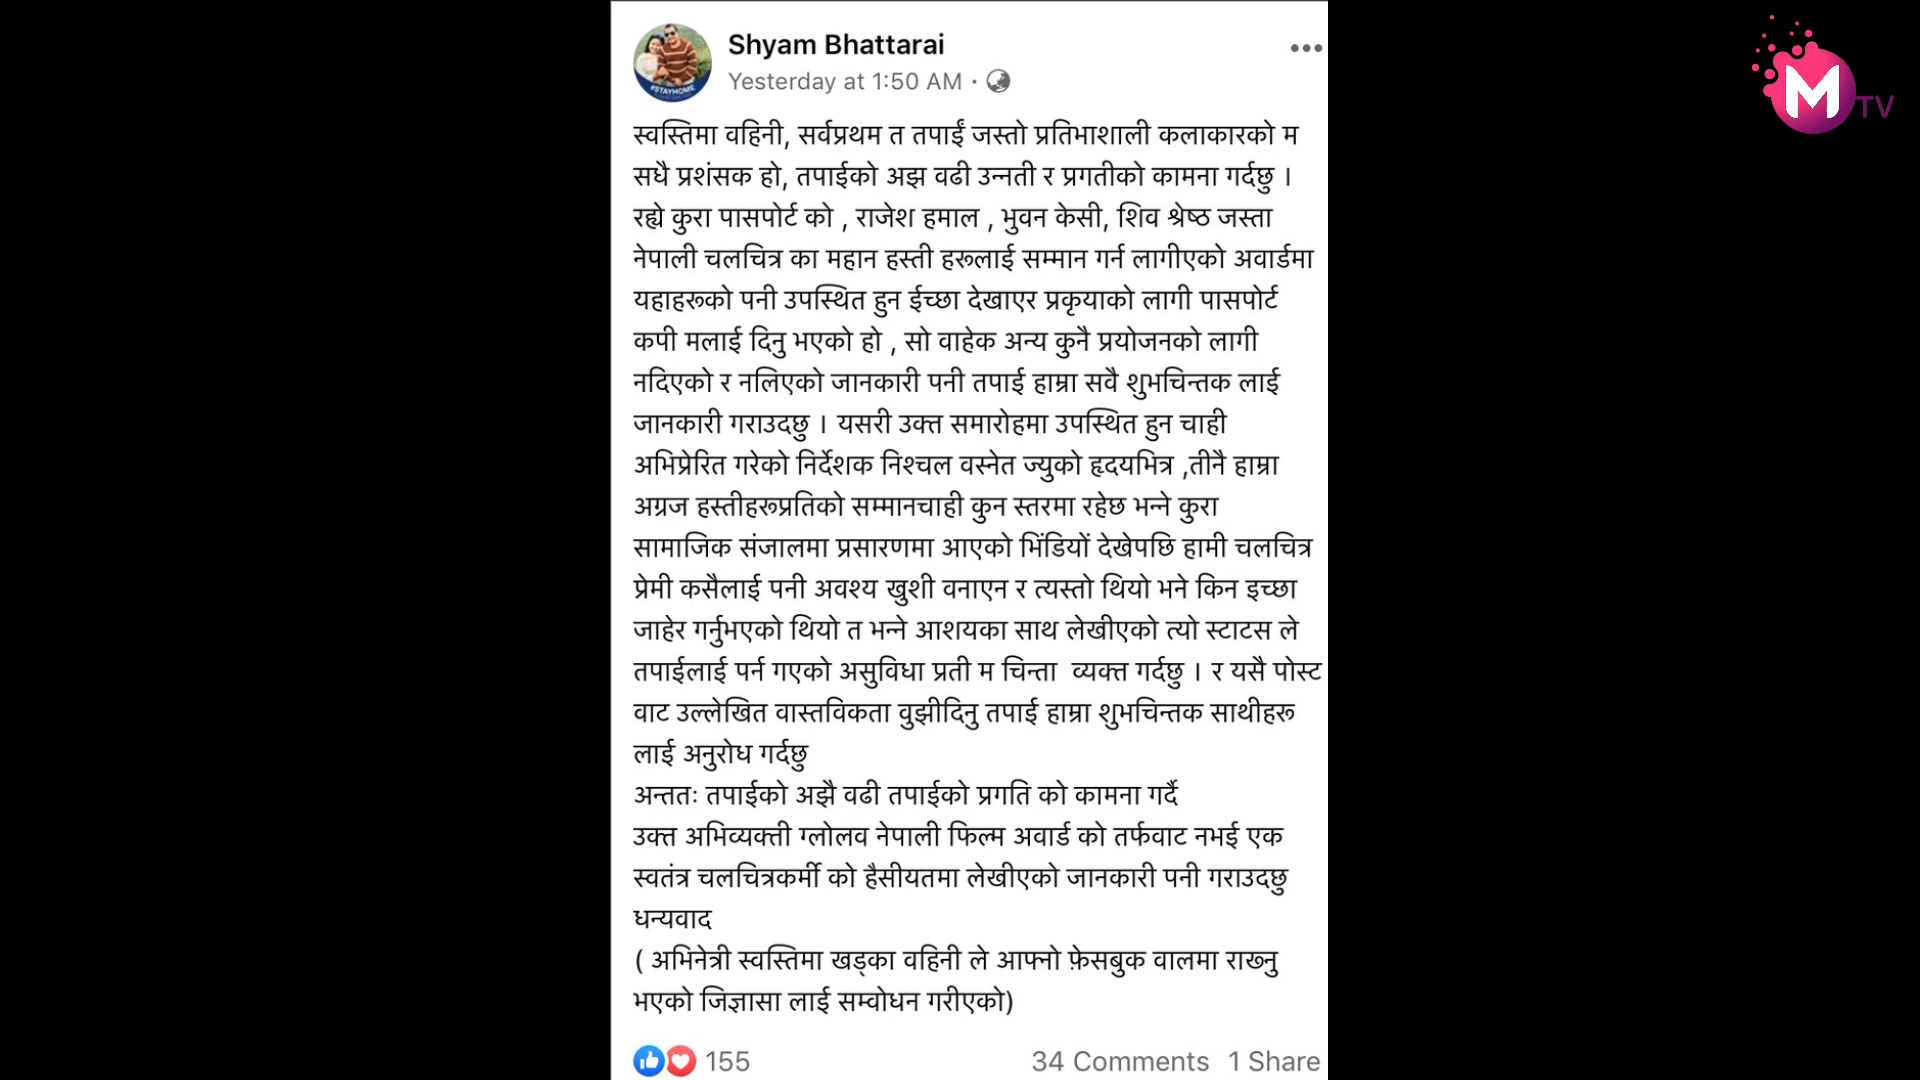 Shyam Bhattarai
Yesterday at 1:50 AM ·
#STAYHOME
M TV
स्वस्तिमा वहिनी, सर्वप्रथम त तपाईं जस्तो प्रतिभाशाली कलाकारको म
सधै प्रशंसक हो, तपाईको अझ वढी उन्नती र प्रगतीको कामना गर्दछु ।
रह्ये कुरा पासपोर्ट को , राजेश हमाल , भुवन केसी, शिव श्रेष्ठ जस्ता
नेपाली चलचित्र का महान हस्ती हरूलाई सम्मान गर्न लागीएको अवार्डमा
यहाहरूको पनी उपस्थित हुन ईच्छा देखाएर प्रकृयाको लागी पासपोर्ट
कपी मलाई दिनु भएको हो , सो वाहेक अन्य कुनै प्रयोजनको लागी
नदिएको र नलिएको जानकारी पनी तपाई हाम्रा सवै शुभचिन्तक लाई
जानकारी गराउदछु । यसरी उक्त समारोहमा उपस्थित हुन चाही
अभिप्रेरित गरेको निर्देशक निश्चल वस्नेत ज्युको हृदयभित्र ,तीनै हाम्रा
अग्रज हस्तीहरूप्रतिको सम्मानचाही कुन स्तरमा रहेछ भन्ने कुरा
सामाजिक संजालमा प्रसारणमा आएको भिंडियों देखेपछि हामी चलचित्र
प्रेमी कसैलाई पनी अवश्य खुशी वनाएन र त्यस्तो थियो भने किन इच्छा
जाहेर गर्नुभएको थियो त भन्ने आशयका साथ लेखीएको त्यो स्टाटस ले
तपाईलाई पर्न गएको असुविधा प्रती म चिन्ता  व्यक्त गर्दछु । र यसै पोस्ट
वाट उल्लेखित वास्तविकता वुझीदिनु तपाई हाम्रा शुभचिन्तक साथीहरू
लाई अनुरोध गर्दछु
अन्ततः तपाईको अझै वढी तपाईको प्रगति को कामना गर्दै
उक्त अभिव्यक्ती ग्लोलव नेपाली फिल्म अवार्ड को तर्फवाट नभई एक
स्वतंत्र चलचित्रकर्मी को हैसीयतमा लेखीएको जानकारी पनी गराउदछु
धन्यवाद
( अभिनेत्री स्वस्तिमा खड्का वहिनी ले आफ्नो फ़ेसबुक वालमा राख्नु
भएको जिज्ञासा लाई सम्वोधन गरीएको)
155
34 Comments 1 Share